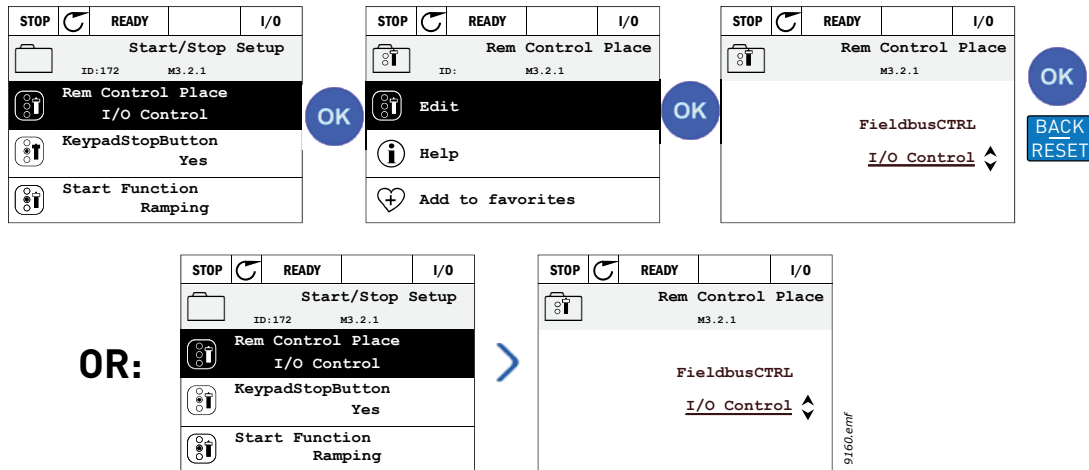 STOP READY I/O
Start/Stop Setup
ID:172 M3.2.1
Rem Control Place
I/O Control
KeypadStopButton
Yes
Start Function
Ramping
OK
STOP READY I/O
Rem Control Place
ID: M3.2.1
Edit
Help
Add to favorites
OK
STOP READY I/O
Rem Control Place
M3.2.1
FieldbusCTRL
I/O Control
OK
BACK
RESET
OR:
STOP READY I/O
Start/Stop Setup
ID:172 M3.2.1
Rem Control Place
I/O Control
KeypadStopButton
Yes
Start Function
Ramping
STOP READY I/O
Rem Control Place
M3.2.1
FieldbusCTRL
I/O Control
9160.emf